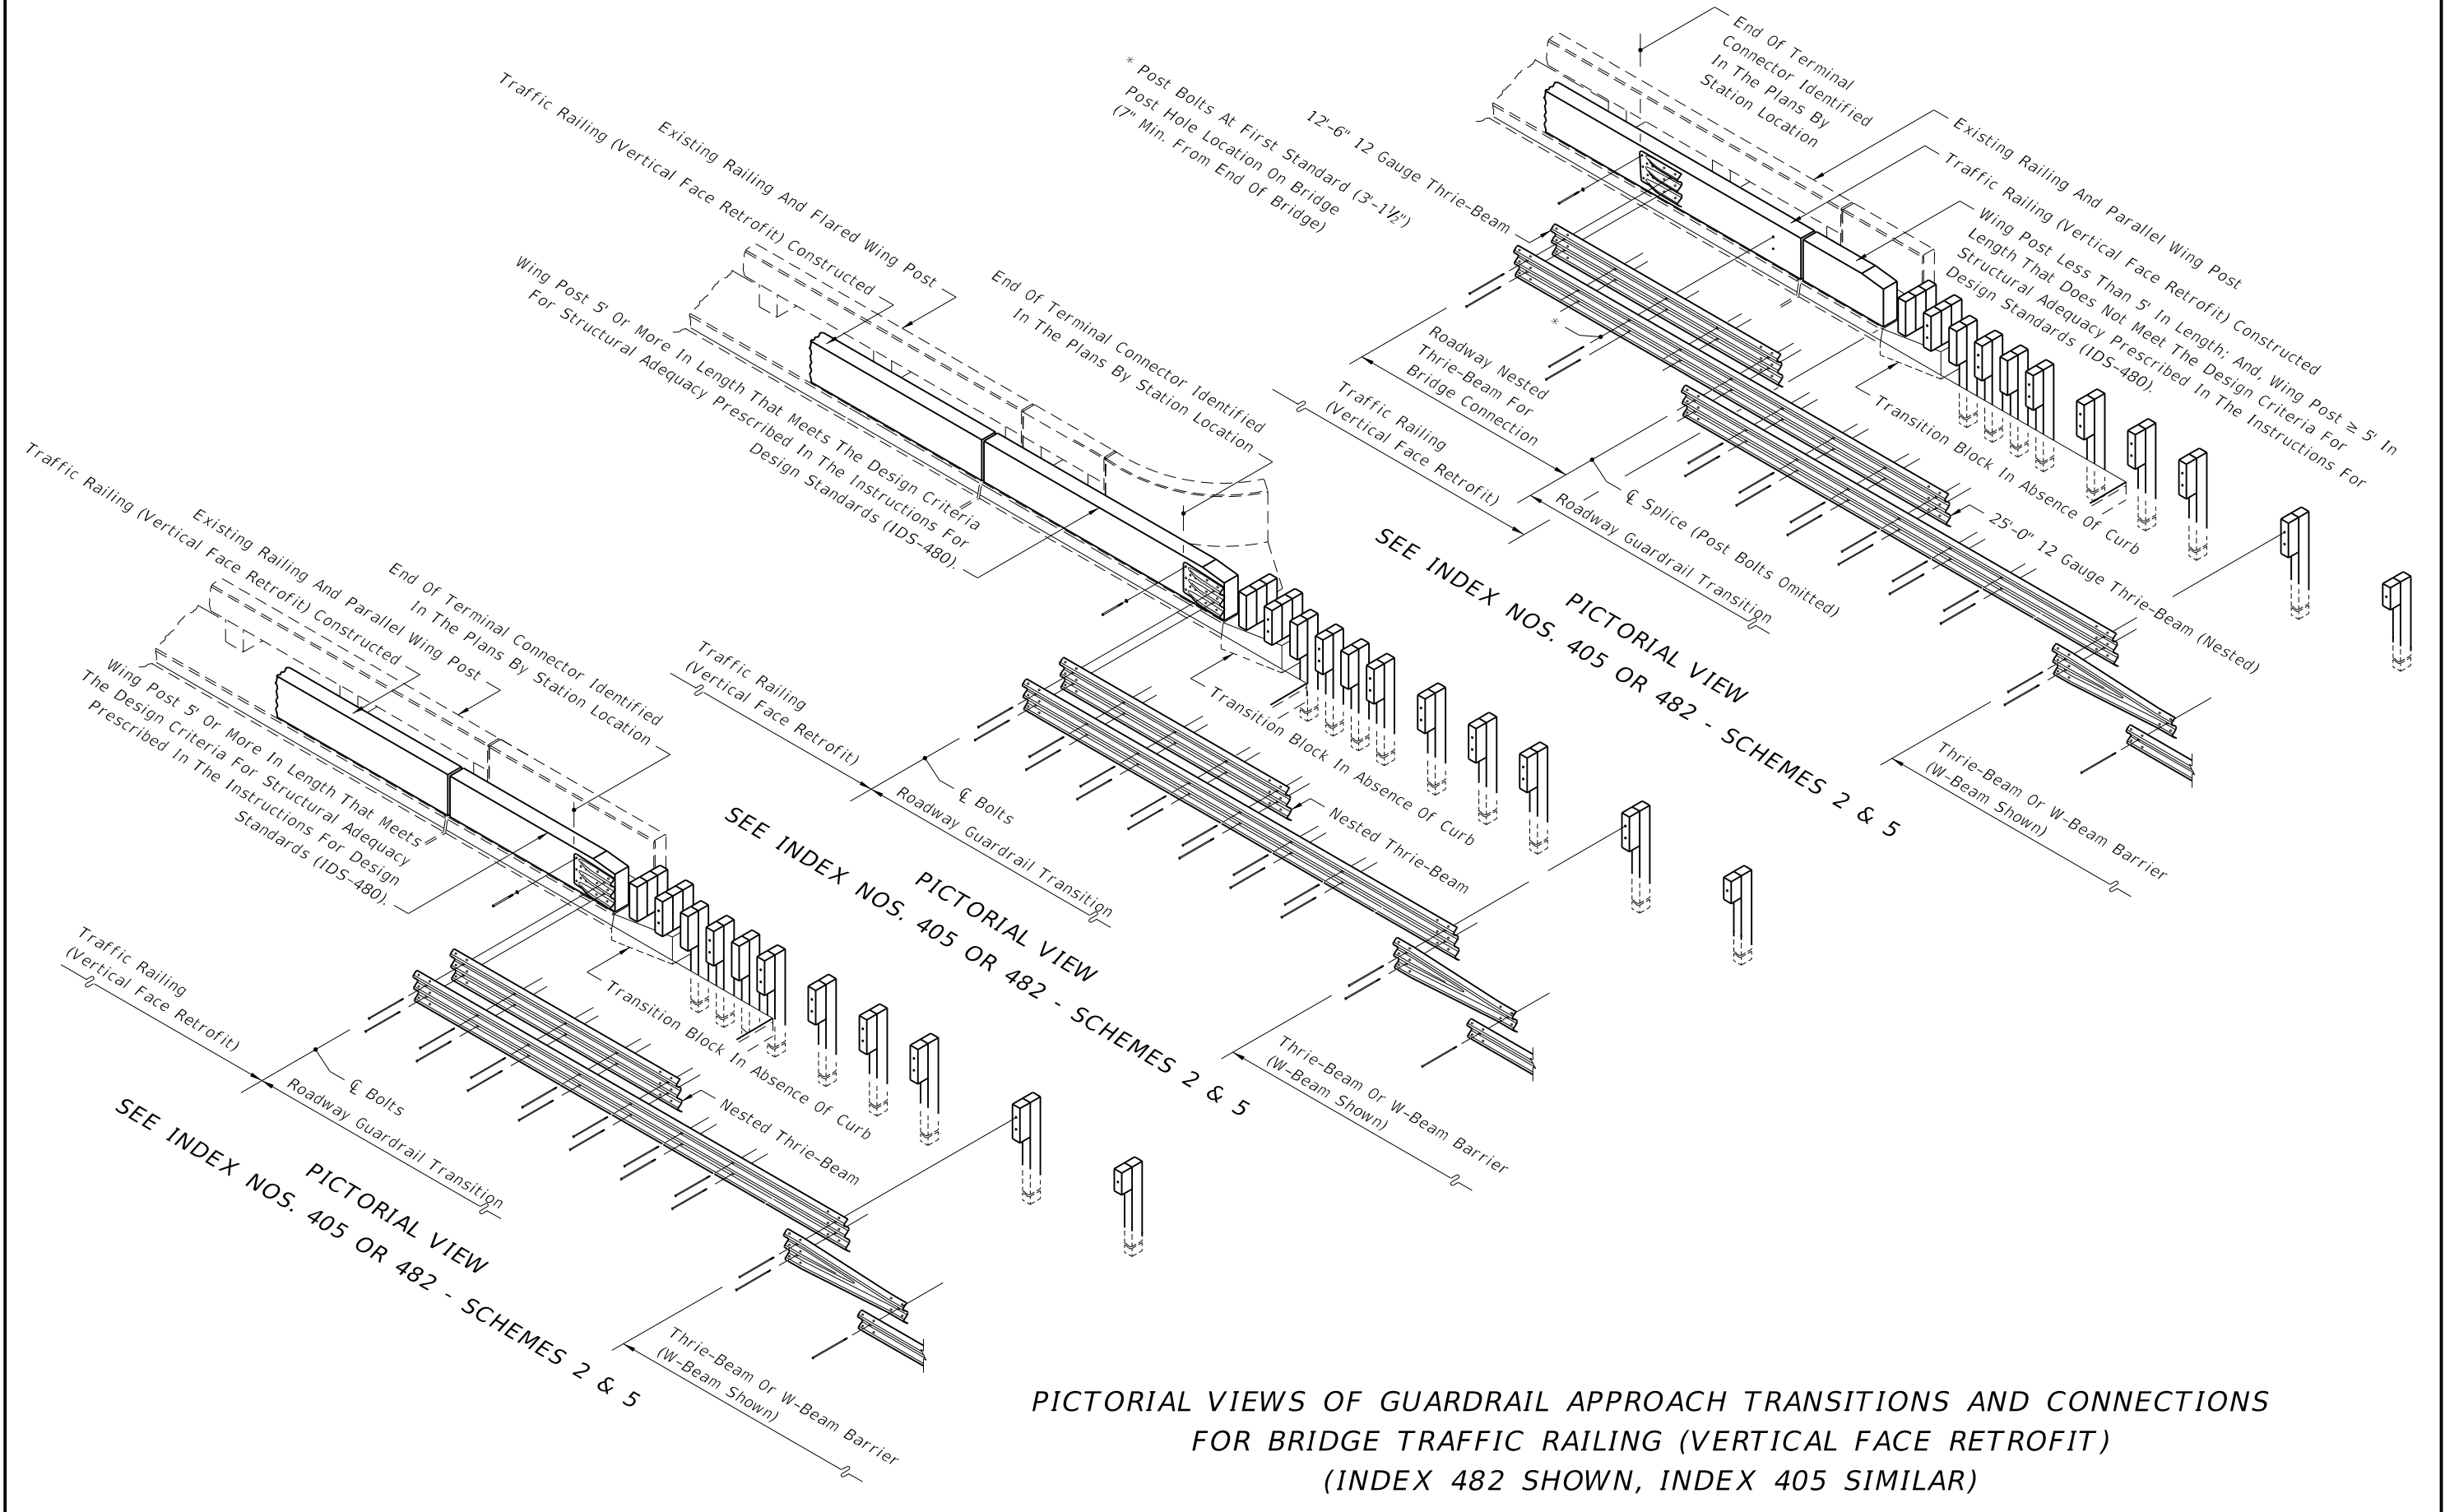 Traffic Railing (Vertical Face Retrofit) Constructed
Existing Railing And Parallel Wing Post
End Of Terminal Connector Identified
In The Plans By Station Location
Wing Post 5' Or More In Length That Meets
The Design Criteria For Structural Adequacy
Prescribed In The Instructions For Design
Standards (IDS-480).
Traffic Railing
(Vertical Face Retrofit)
℄ Bolts
Roadway Guardrail Transition
Transition Block In Absence Of Curb
Nested Thrie-Beam
Thrie-Beam Or W-Beam Barrier
(W-Beam Shown)
PICTORIAL VIEW
SEE INDEX NOS. 405 OR 482 - SCHEMES 2 & 5
Traffic Railing (Vertical Face Retrofit) Constructed
Existing Railing And Flared Wing Post
End Of Terminal Connector Identified
In The Plans By Station Location
Wing Post 5' Or More In Length That Meets The Design Criteria
For Structural Adequacy Prescribed In The Instructions For
Design Standards (IDS-480).
Traffic Railing
(Vertical Face Retrofit)
℄ Bolts
Roadway Guardrail Transition
Transition Block In Absence Of Curb
Nested Thrie-Beam
Thrie-Beam Or W-Beam Barrier
(W-Beam Shown)
PICTORIAL VIEW
SEE INDEX NOS. 405 OR 482 - SCHEMES 2 & 5
* Post Bolts At First Standard (3'-1½")
Post Hole Location On Bridge
(7" Min. From End Of Bridge)
12'-6" 12 Gauge Thrie-Beam
End Of Terminal
Connector Identified
In The Plans By
Station Location
Existing Railing And Parallel Wing Post
Traffic Railing (Vertical Face Retrofit) Constructed
Wing Post Less Than 5' In Length; And, Wing Post ≥ 5' In
Length That Does Not Meet The Design Criteria For
Structural Adequacy Prescribed In The Instructions For
Design Standards (IDS-480).
*
Roadway Nested
Thrie-Beam For
Bridge Connection
Traffic Railing
(Vertical Face Retrofit)
℄ Splice (Post Bolts Omitted)
Roadway Guardrail Transition
Transition Block In Absence Of Curb
25'-0" 12 Gauge Thrie-Beam (Nested)
Thrie-Beam Or W-Beam Barrier
(W-Beam Shown)
PICTORIAL VIEW
SEE INDEX NOS. 405 OR 482 - SCHEMES 2 & 5
PICTORIAL VIEWS OF GUARDRAIL APPROACH TRANSITIONS AND CONNECTIONS
FOR BRIDGE TRAFFIC RAILING (VERTICAL FACE RETROFIT)
(INDEX 482 SHOWN, INDEX 405 SIMILAR)